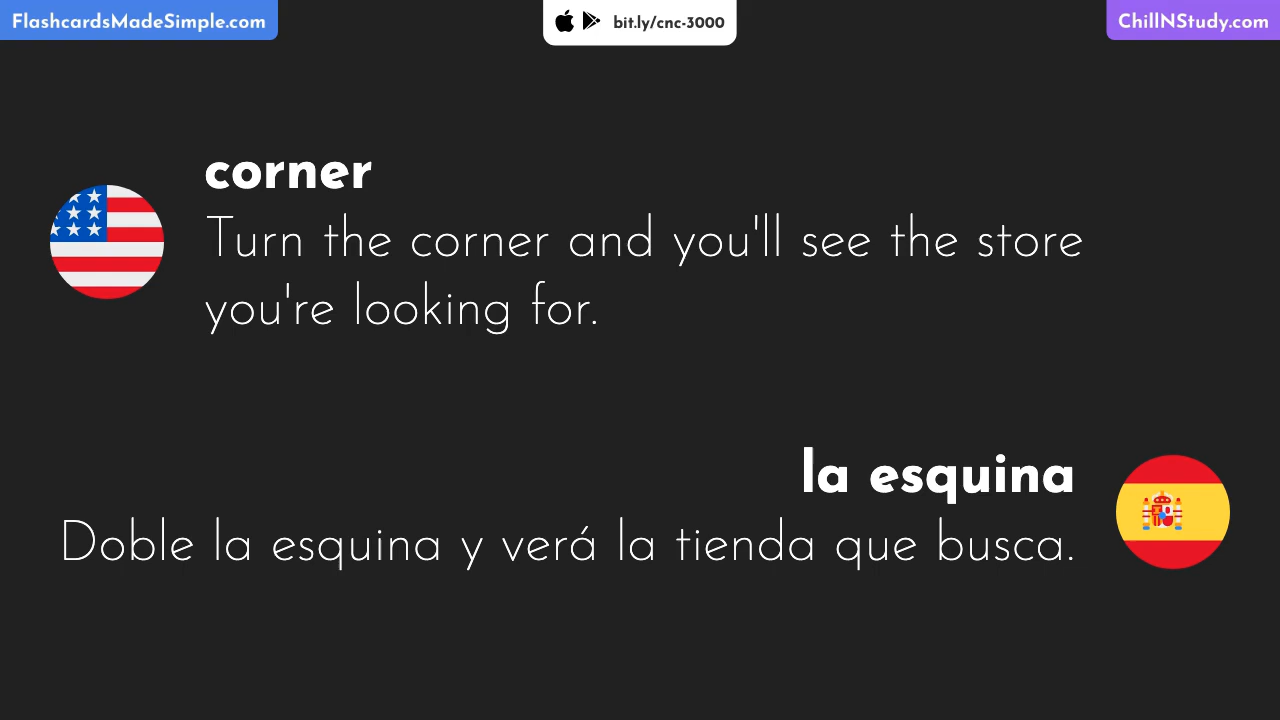 FlashcardsMadeSimple.com
bit.ly/cnc-3000
ChillNStudy.com
corner
Turn the corner and you'll see the store
you're looking for.
la esquina
Doble la esquina y verá la tienda que busca.